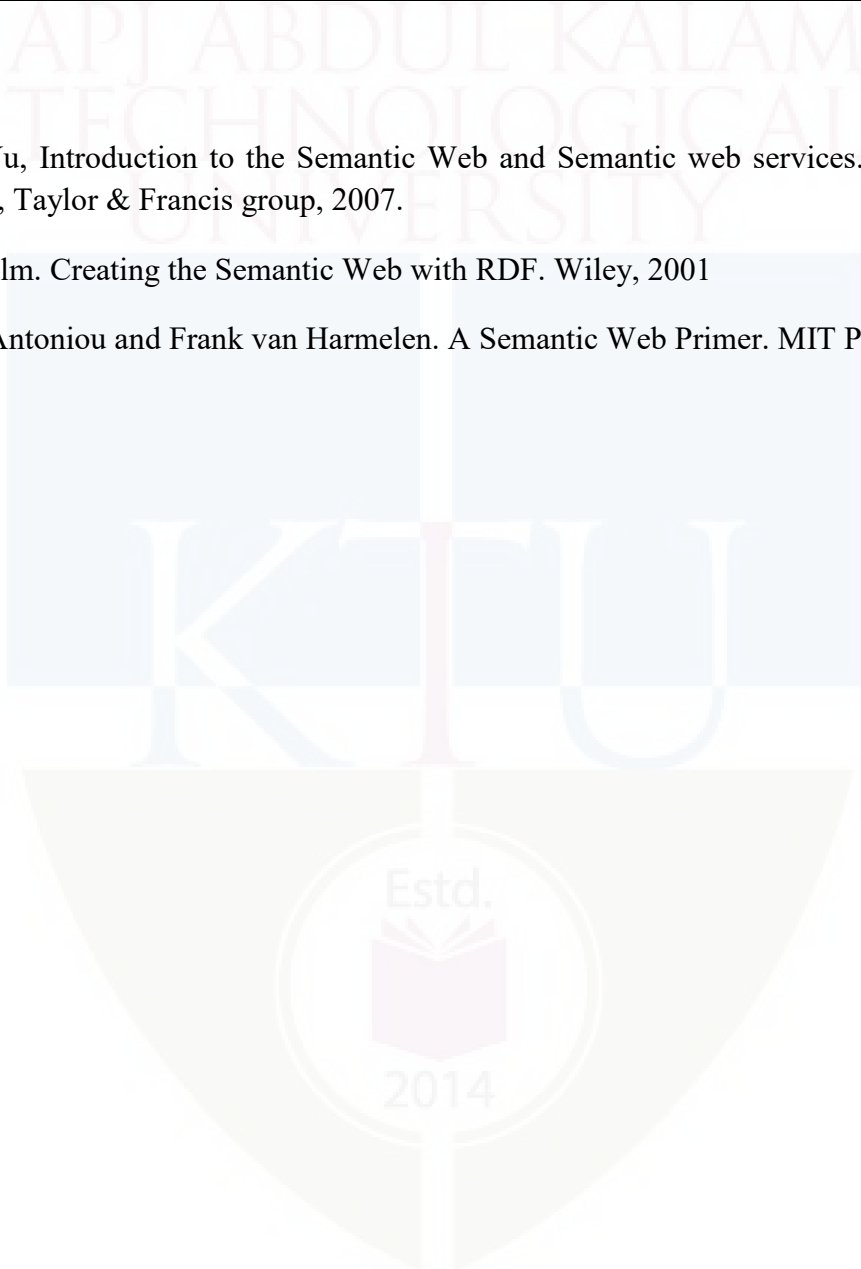 APJ ABDUL KALAM
TECHNOLOGICAL
UNIVERSITY
Yu, Introduction to the Semantic Web and Semantic web services.
, Taylor & Francis group, 2007.
lm. Creating the Semantic Web with RDF. Wiley, 2001
Antoniou and Frank van Harmelen. A Semantic Web Primer. MIT P
KTU
Estd.
2014